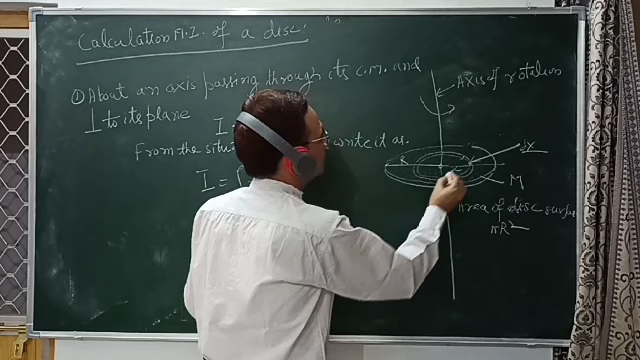 Calculation M.I. of a disc:
① About an axis passing through its C.M. and
⊥ to its plane
I
From the situ write it as.
I =
Axis of rotation
dx
R
M
Area of disc surface
πR²